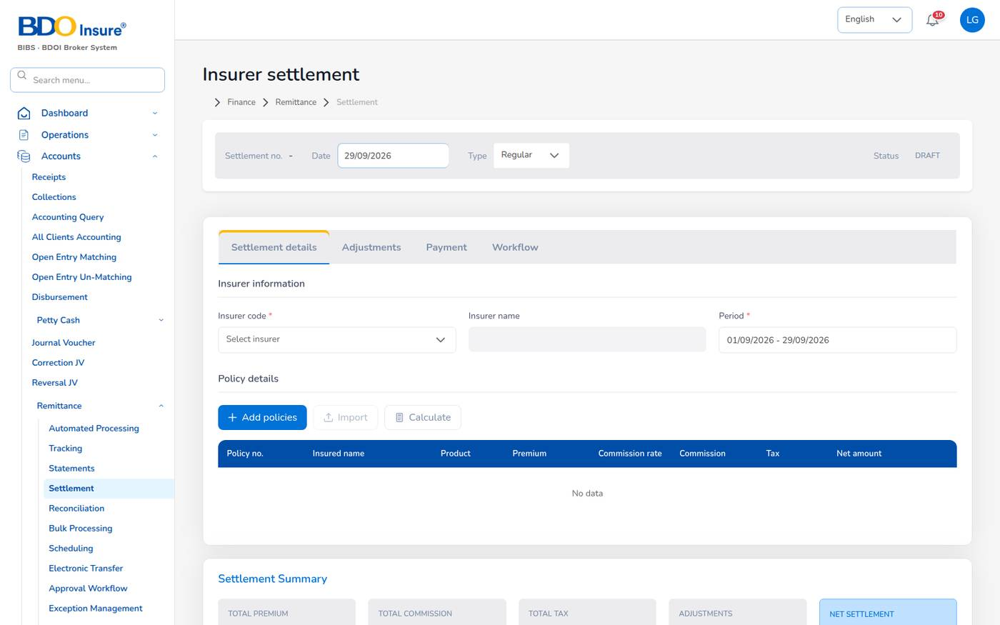 BDO Insure®
BIBS · BDOI Broker System
Search menu...
Dashboard
Operations
Accounts
Receipts
Collections
Accounting Query
All Clients Accounting
Open Entry Matching
Open Entry Un-Matching
Disbursement
Petty Cash
Journal Voucher
Correction JV
Reversal JV
Remittance
Automated Processing
Tracking
Statements
Settlement
Reconciliation
Bulk Processing
Scheduling
Electronic Transfer
Approval Workflow
Exception Management
English
10
LG
Insurer settlement
Finance Remittance Settlement
Settlement no. - Date 29/09/2026 Type Regular Status DRAFT
Settlement details Adjustments Payment Workflow
Insurer information
Insurer code * Insurer name Period *
Select insurer 01/09/2026 - 29/09/2026
Policy details
Add policies Import Calculate
Policy no. Insured name Product Premium Commission rate Commission Tax Net amount
No data
Settlement Summary
TOTAL PREMIUM TOTAL COMMISSION TOTAL TAX ADJUSTMENTS NET SETTLEMENT